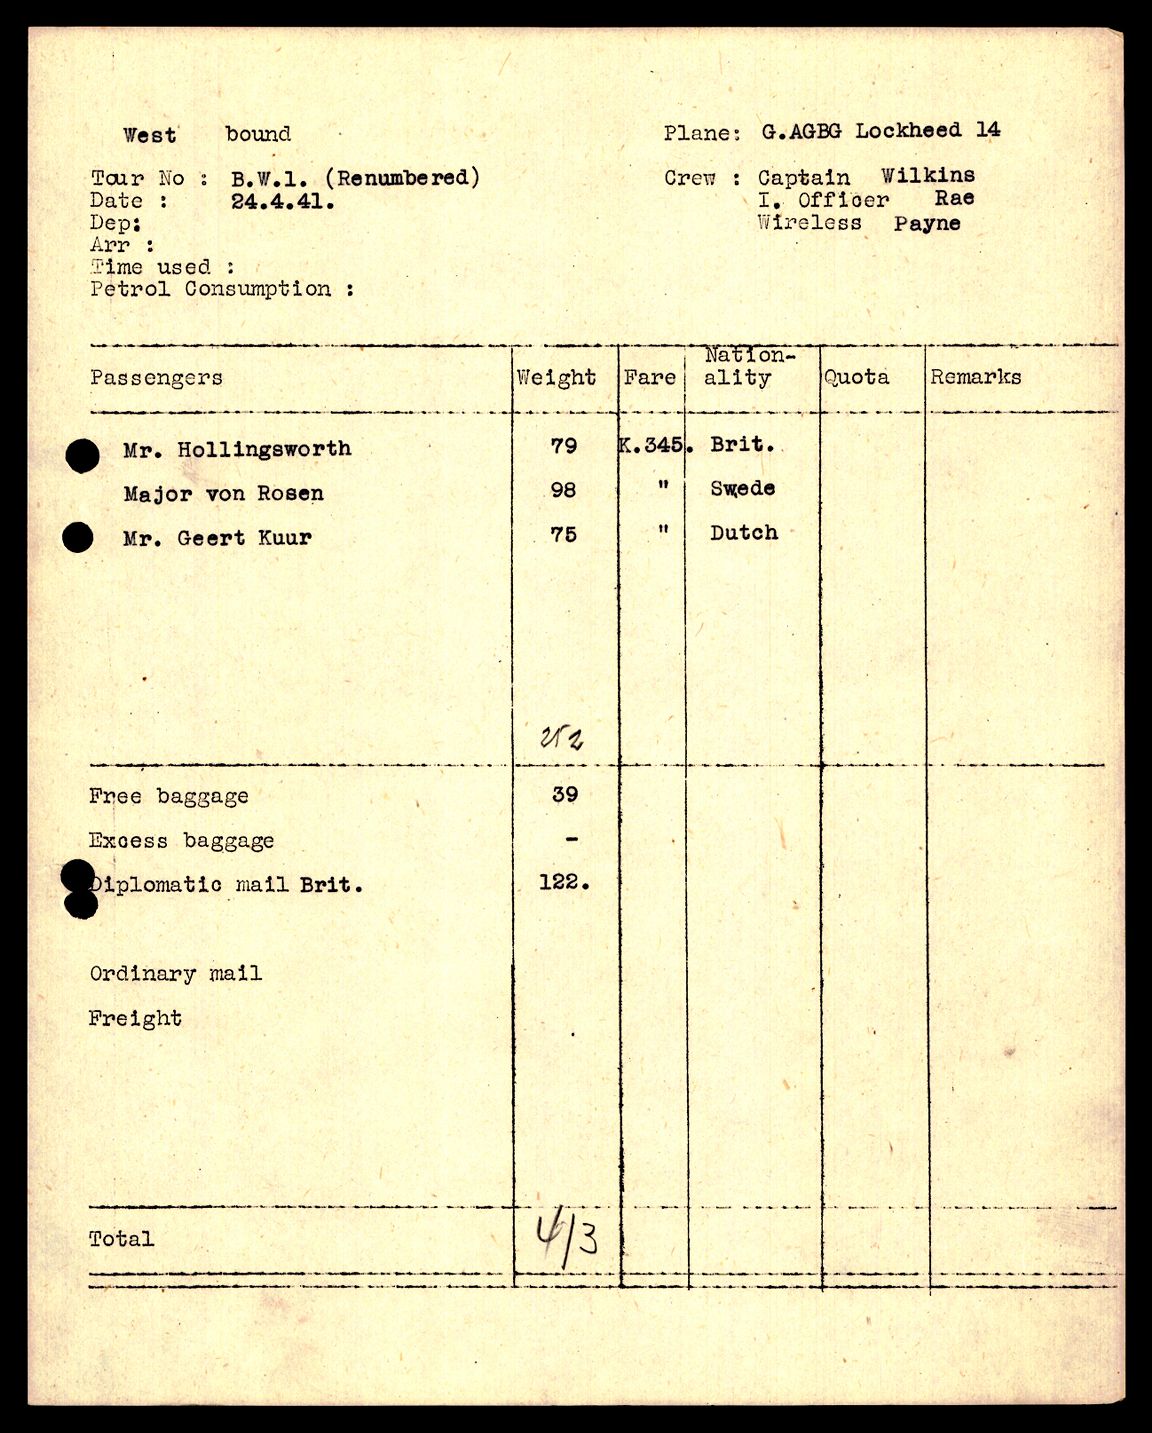 West bound
Plane: G.AGBG Lockheed 14
Tour No : B.W.1. (Renumbered)
Crew : Captain Wilkins
Date : 24.4.41.
I. Officer Rae
Dep:
Wireless Payne
Arr :
Time used :
Petrol Consumption :
Passengers Weight Fare Nation-
ality Quota Remarks
Mr. Hollingsworth 79 K.345. Brit.
Major von Rosen 98 " Swede
Mr. Geert Kuur 75 " Dutch
252
Free baggage 39
Excess baggage -
Diplomatic mail Brit. 122.
Ordinary mail
Freight
Total 413